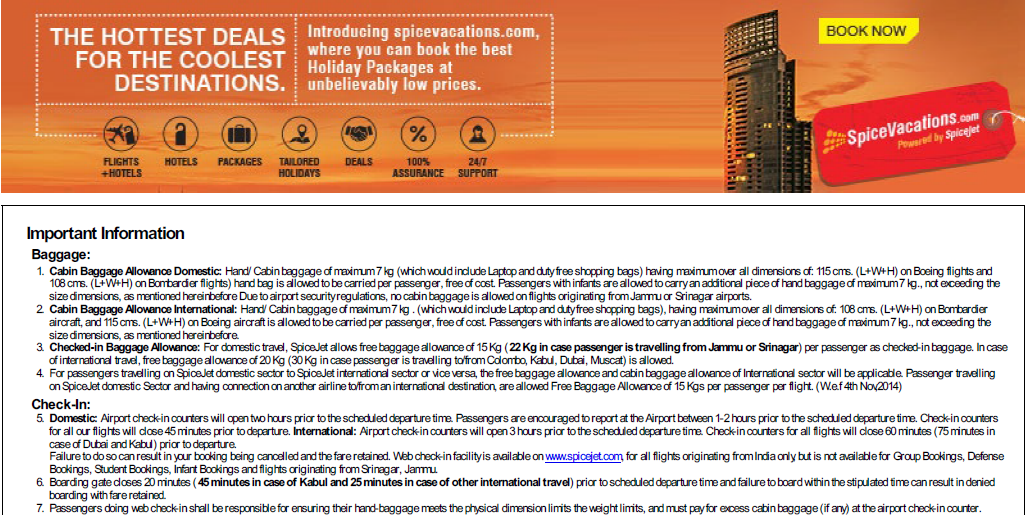 THE HOTTEST DEALS
FOR THE COOLEST
DESTINATIONS.
Introducing spicevacations.com,
where you can book the best
Holiday Packages at
unbelievably low prices.
BOOK NOW
SpiceVacations.com
Powered by Spicejet
FLIGHTS
+HOTELS
HOTELS
PACKAGES
TAILORED
HOLIDAYS
DEALS
%
100%
ASSURANCE
24/7
SUPPORT
Important Information
Baggage:
1. Cabin Baggage Allowance Domestic: Hand/ Cabin baggage of maximum 7 kg (which would include Laptop and duty free shopping bags) having maximum over all dimensions of: 115 cms. (L+W+H) on Boeing flights and
108 cms. (L+W+H) on Bombardier flights) hand bag is allowed to be carried per passenger, free of cost. Passengers with infants are allowed to carry an additional piece of hand baggage of maximum 7 kg., not exceeding the
size dimensions, as mentioned hereinbefore Due to airport security regulations, no cabin baggage is allowed on flights originating from Jammu or Srinagar airports.
2. Cabin Baggage Allowance International: Hand/ Cabin baggage of maximum 7 kg . (which would include Laptop and duty free shopping bags), having maximum over all dimensions of: 108 cms. (L+W+H) on Bombardier
aircraft, and 115 cms. (L+W+H) on Boeing aircraft is allowed to be carried per passenger, free of cost. Passengers with infants are allowed to carry an additional piece of hand baggage of maximum 7 kg., not exceeding the
size dimensions, as mentioned hereinbefore.
3. Checked-in Baggage Allowance: For domestic travel, SpiceJet allows free baggage allowance of 15 Kg ( 22 Kg in case passenger is travelling from Jammu or Srinagar) per passenger as checked-in baggage. In case
of international travel, free baggage allowance of 20 Kg (30 Kg in case passenger is travelling to/from Colombo, Kabul, Dubai, Muscat) is allowed.
4. For passengers travelling on SpiceJet domestic sector to SpiceJet international sector or vice versa, the free baggage allowance and cabin baggage allowance of International sector will be applicable. Passenger travelling
on SpiceJet domestic Sector and having connection on another airline to/from an international destination, are allowed Free Baggage Allowance of 15 Kgs per passenger per flight. (W.e.f 4th Nov,2014)
Check-In:
5. Domestic: Airport check-in counters will open two hours prior to the scheduled departure time. Passengers are encouraged to report at the Airport between 1-2 hours prior to the scheduled departure time. Check-in counters
for all our flights will close 45 minutes prior to departure. International: Airport check-in counters will open 3 hours prior to the scheduled departure time. Check-in counters for all flights will close 60 minutes (75 minutes in
case of Dubai and Kabul) prior to departure.
Failure to do so can result in your booking being cancelled and the fare retained. Web check-in facility is available on www.spicejet.com, for all flights originating from India only, but is not available for Group Bookings, Defense
Bookings, Student Bookings, Infant Bookings and flights originating from Srinagar, Jammu.
6. Boarding gate closes 20 minutes ( 45 minutes in case of Kabul and 25 minutes in case of other international travel) prior to scheduled departure time and failure to board within the stipulated time can result in denied
boarding with fare retained.
7. Passengers doing web check-in shall be responsible for ensuring their hand-baggage meets the physical dimension limits the weight limits, and must pay for excess cabin baggage (if any) at the airport check-in counter.